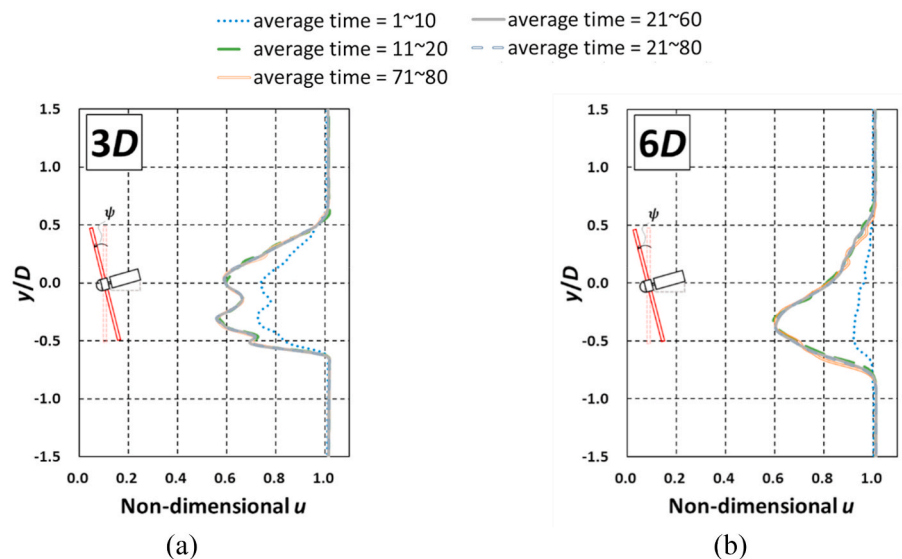 average time = 1~10
average time = 21~60
average time = 11~20
average time = 21~80
average time = 71~80
1.5
1.0
0.5
0.0
-0.5
-1.0
-1.5
y/D
3D
ψ
0.0 0.2 0.4 0.6 0.8 1.0
Non-dimensional u
(a)
1.5
1.0
0.5
0.0
-0.5
-1.0
-1.5
y/D
6D
ψ
0.0 0.2 0.4 0.6 0.8 1.0
Non-dimensional u
(b)